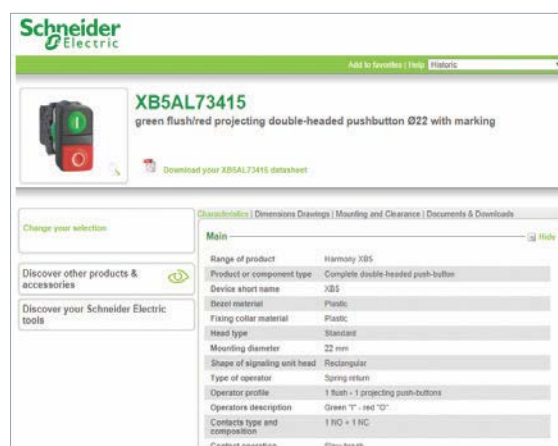 Schneider
Electric
Add to favorites | Help Historic
XB5AL73415
green flush/red projecting double-headed pushbutton Ø22 with marking
Download your XB5AL73415 datasheet
Change your selection
Discover other products &
accessories
Discover your Schneider Electric
tools
Characteristics | Dimensions Drawings | Mounting and Clearance | Documents & Downloads
Main Hide
Range of product Harmony XB5
Product or component type Complete double-headed push-button
Device short name XB5
Bezel material Plastic
Fixing collar material Plastic
Head type Standard
Mounting diameter 22 mm
Shape of signaling unit head Rectangular
Type of operator Spring return
Operator profile 1 flush - 1 projecting push-buttons
Operators description Green "I" - red "O"
Contacts type and
composition 1 NO + 1 NC
Contact operation Slow-break